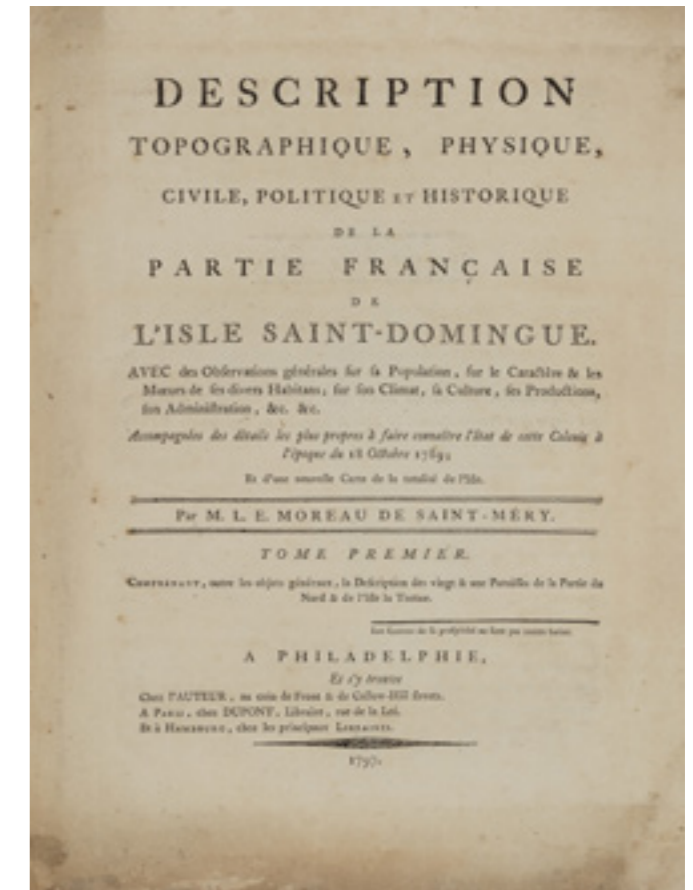 DESCRIPTION
TOPOGRAPHIQUE, PHYSIQUE,
CIVILE, POLITIQUE ET HISTORIQUE
DE LA
PARTIE FRANÇAISE
DE
L'ISLE SAINT-DOMINGUE.
AVEC des Observations générales sur sa Population, sur le Caractère & les
Mœurs de ses divers Habitans; sur son Climat, sa Culture, ses Productions,
son Administration, &c. &c.
Accompagnées des détails les plus propres à faire connaître l'état de cette Colonie à
l'époque du 18 Octobre 1789;
Et d'une nouvelle Carte de la totalité de l'Isle.
Par M. L. E. MOREAU DE SAINT-MÉRY.
TOME PREMIER.
CONTENANT, outre les objets généraux, la Description des vingt & une Paroisses de la Partie du
Nord & de l'Isle la Tortue.
A PHILADELPHIE,
Et s'y trouve
Chez l'AUTEUR, au coin de Front & de Callow-Hill streets.
A PARIS, chez DUPONT, Libraire, rue de la Loi.
Et à HAMBOURG, chez les principaux LIBRAIRES.
1797.